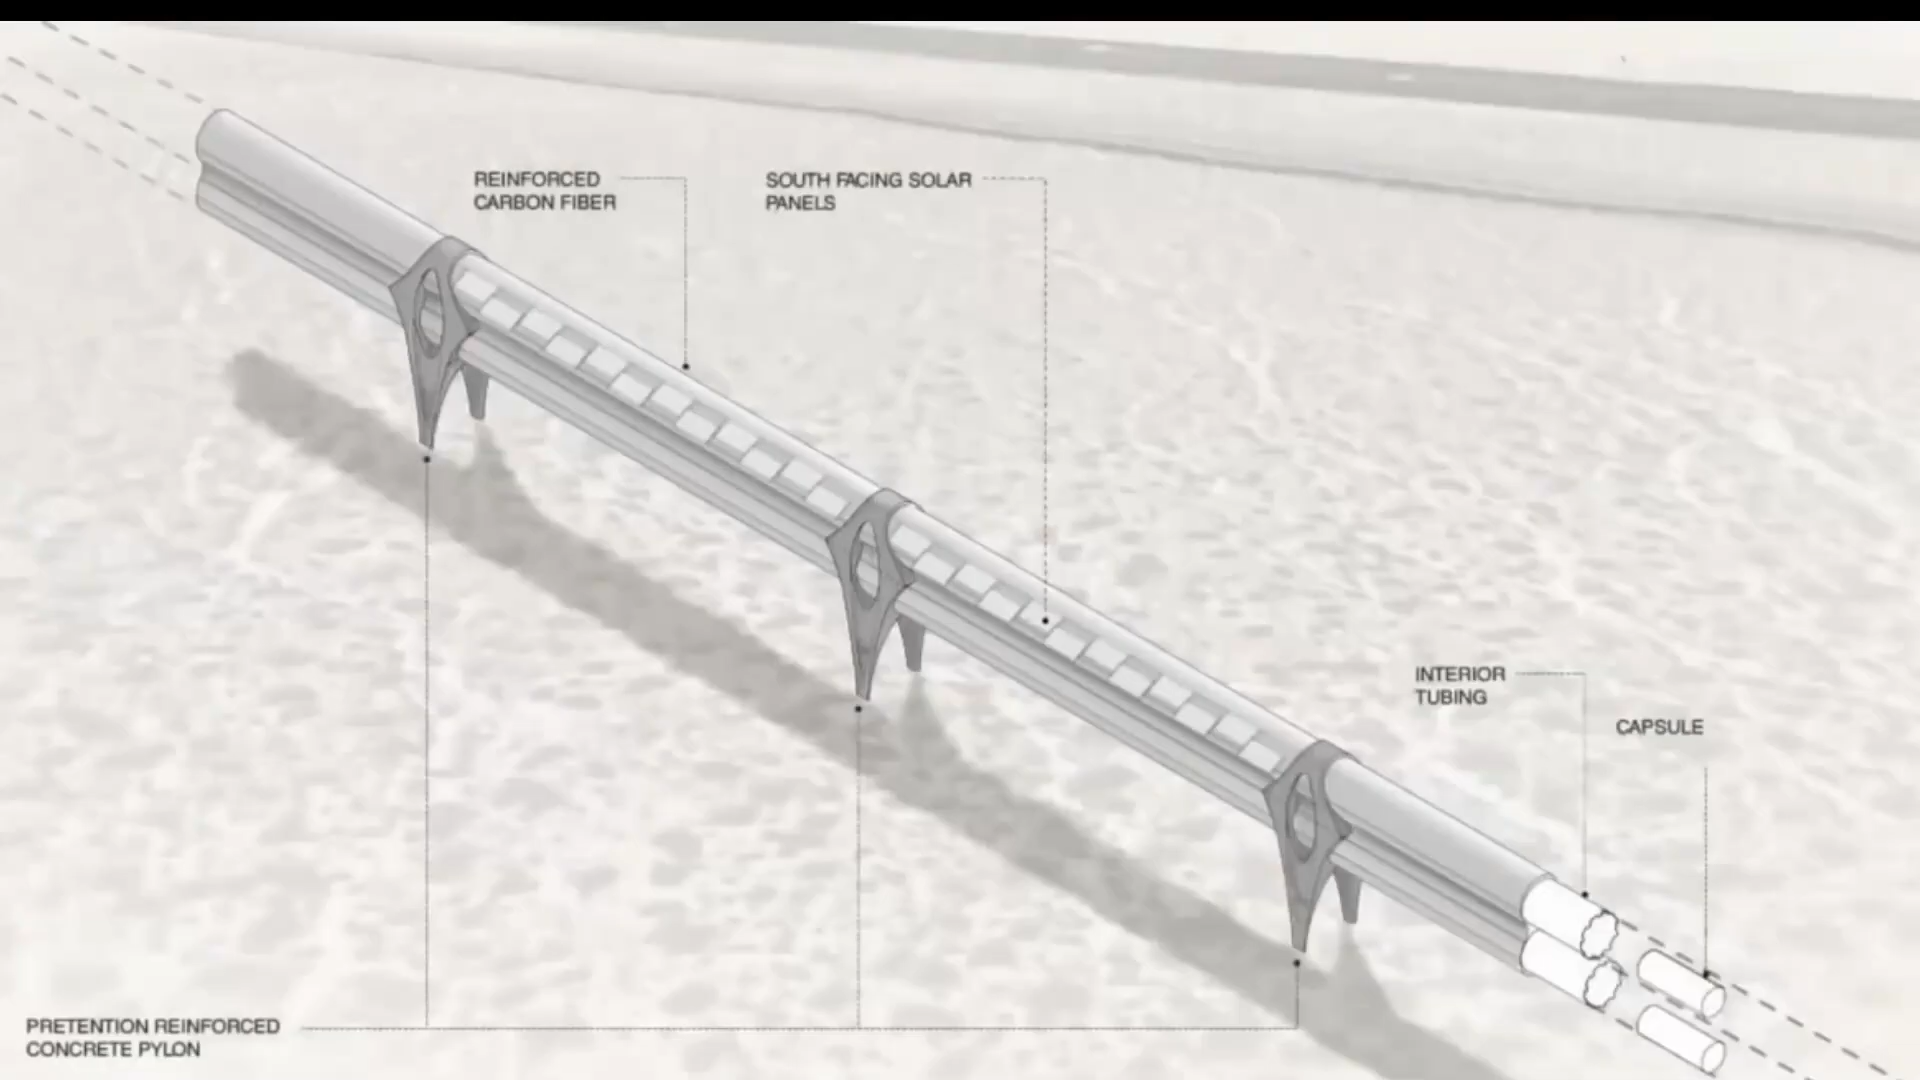 REINFORCED
CARBON FIBER
SOUTH FACING SOLAR
PANELS
INTERIOR
TUBING
CAPSULE
PRETENTION REINFORCED
CONCRETE PYLON